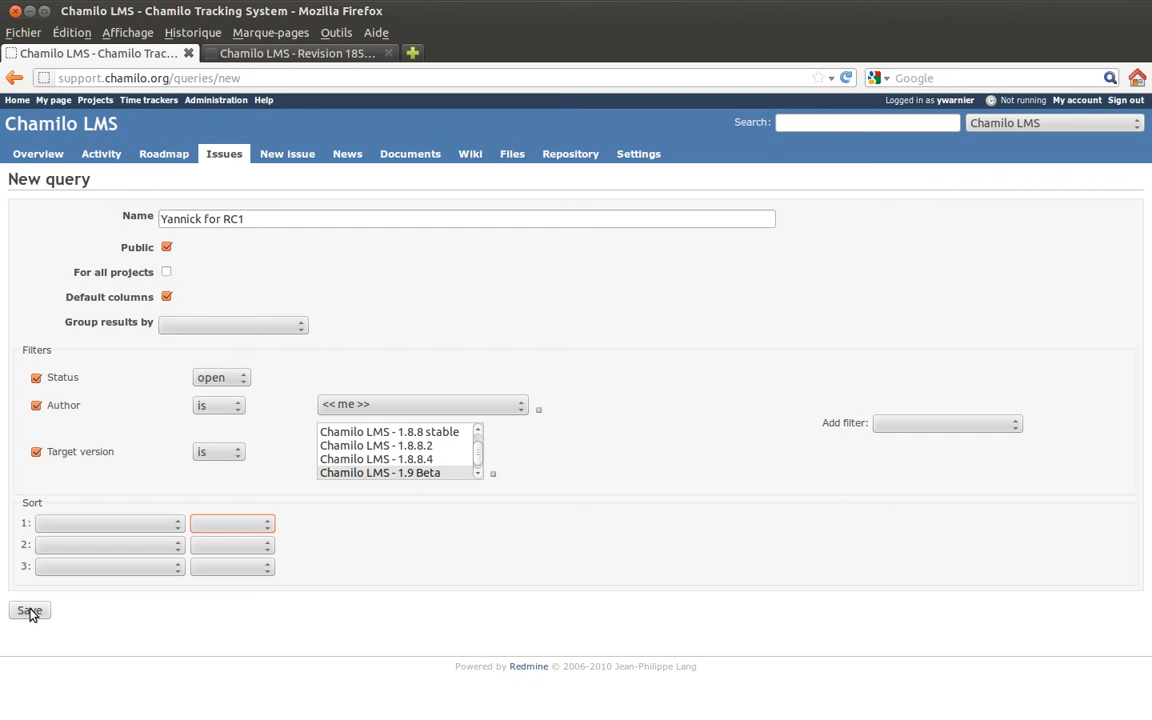 Chamilo LMS - Chamilo Tracking System - Mozilla Firefox
Fichier Édition Affichage Historique Marque-pages Outils Aide
Chamilo LMS - Chamilo Trac... Chamilo LMS - Revision 185...
support.chamilo.org/queries/new Google
Home My page Projects Time trackers Administration Help Logged in as ywarnier Not running My account Sign out
Chamilo LMS Search: Chamilo LMS
Overview Activity Roadmap Issues New issue News Documents Wiki Files Repository Settings
New query
Name Yannick for RC1
Public
For all projects
Default columns
Group results by
Filters
Status open
Author is << me >>
Add filter:
Target version is
Chamilo LMS - 1.8.8 stable
Chamilo LMS - 1.8.8.2
Chamilo LMS - 1.8.8.4
Chamilo LMS - 1.9 Beta
Sort
1:
2:
3:
Save
Powered by Redmine © 2006-2010 Jean-Philippe Lang